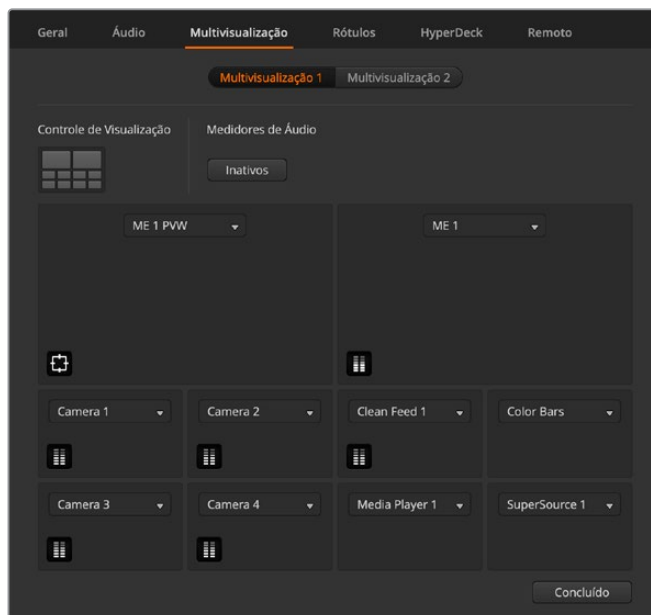 Geral Áudio Multivisualização Rótulos HyperDeck Remoto
Multivisualização 1 Multivisualização 2
Controle de Visualização Medidores de Áudio
Inativos
ME 1 PVW ME 1
Camera 1 Camera 2 Clean Feed 1 Color Bars
Camera 3 Camera 4 Media Player 1 SuperSource 1
Concluído